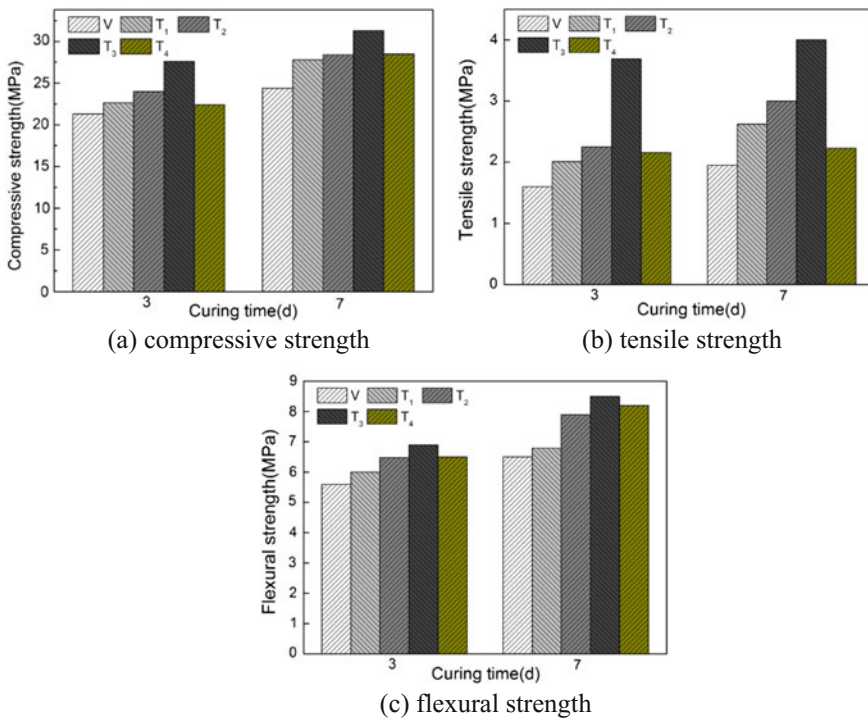 Compressive strength(MPa)
30
25
20
15
10
5
0
V T₁ T₂
T₃ T₄
3 7
Curing time(d)
(a) compressive strength
Tensile strength(MPa)
4
3
2
1
0
V T₁ T₂
T₃ T₄
3 7
Curing time(d)
(b) tensile strength
Flexural strength(MPa)
9
8
7
6
5
4
3
2
1
0
V T₁ T₂
T₃ T₄
3 7
Curing time(d)
(c) flexural strength